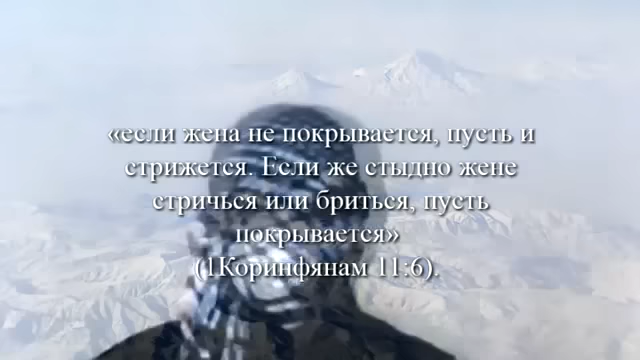 «если жена не покрывается, пусть и
стрижется. Если же стыдно жене
стричься или бриться, пусть
покрывается»
(1Коринфянам 11:6).